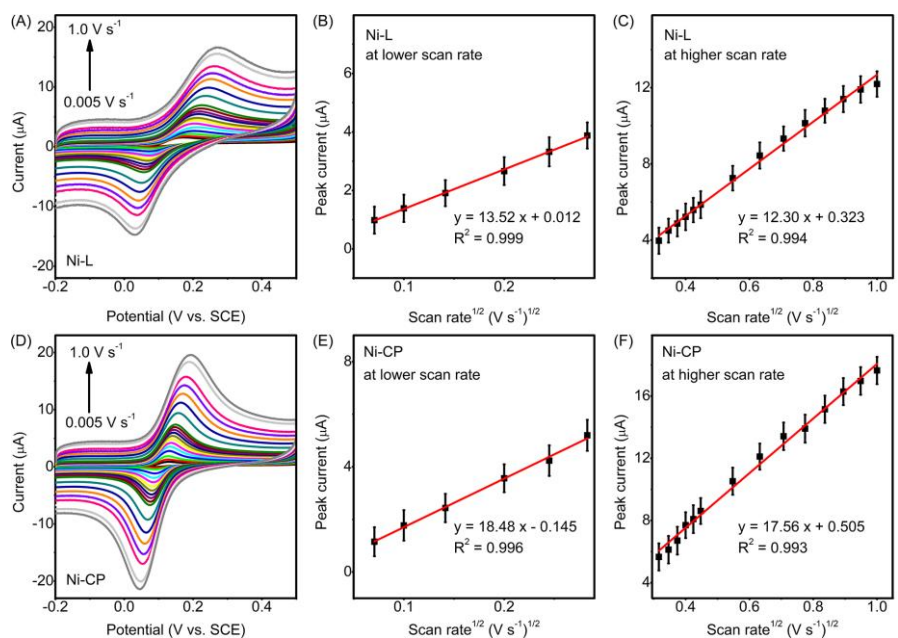 (A)
1.0 V s⁻¹
0.005 V s⁻¹
Ni-L
Current (µA)
20
10
0
-10
-20
-0.2 0.0 0.2 0.4
Potential (V vs. SCE)
(B)
Ni-L
at lower scan rate
y = 13.52 x + 0.012
R² = 0.999
Peak current (µA)
8
4
2
0
0.1 0.2
Scan rate¹ᐟ² (V s⁻¹)¹ᐟ²
(C)
Ni-L
at higher scan rate
y = 12.30 x + 0.323
R² = 0.994
Peak current (µA)
12
8
4
0.4 0.6 0.8 1.0
Scan rate¹ᐟ² (V s⁻¹)¹ᐟ²
(D)
1.0 V s⁻¹
0.005 V s⁻¹
Ni-CP
Current (µA)
20
10
0
-10
-20
-0.2 0.0 0.2 0.4
Potential (V vs. SCE)
(E)
Ni-CP
at lower scan rate
y = 18.48 x - 0.145
R² = 0.996
Peak current (µA)
8
4
0
0.1 0.2
Scan rate¹ᐟ² (V s⁻¹)¹ᐟ²
(F)
Ni-CP
at higher scan rate
y = 17.56 x + 0.505
R² = 0.993
Peak current (µA)
16
12
8
4
0.4 0.6 0.8 1.0
Scan rate¹ᐟ² (V s⁻¹)¹ᐟ²